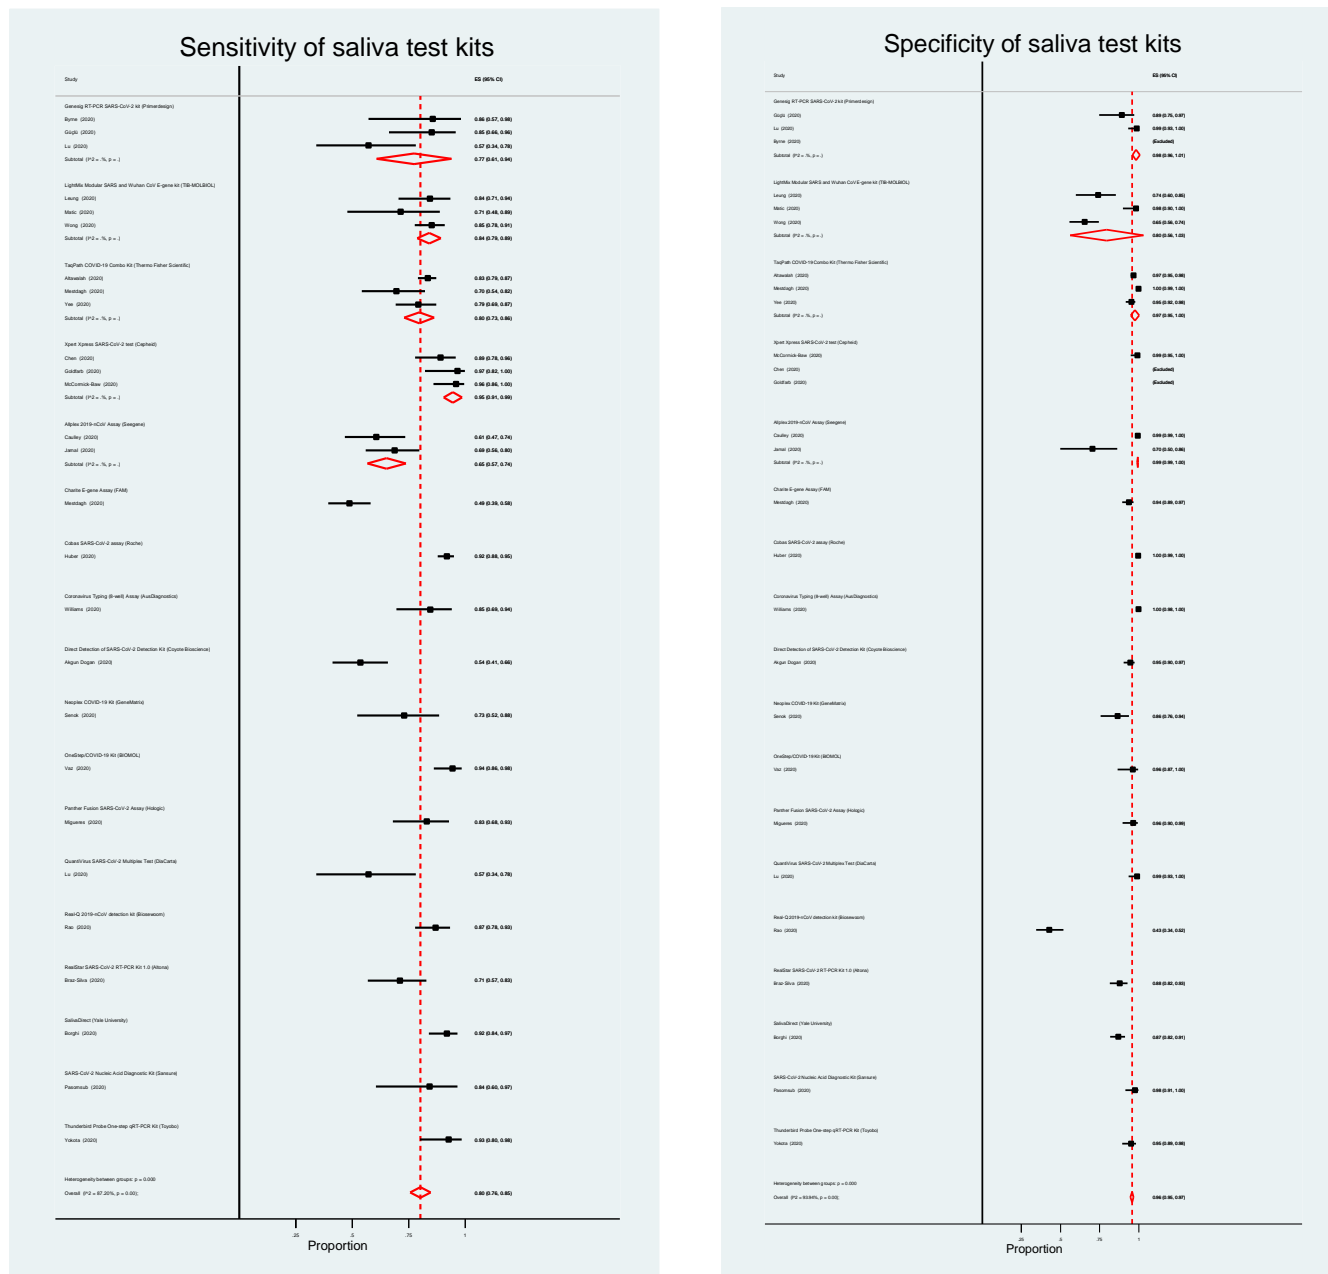 Sensitivity of saliva test kits
Study ES (95% CI)
Genesig RT-PCR SARS-CoV-2 kit (Primerdesign)
Byrne (2020) 0.86 (0.57, 0.98)
Güçlü (2020) 0.85 (0.66, 0.96)
Lu (2020) 0.57 (0.34, 0.78)
Subtotal (I^2 = .%, p = .) 0.77 (0.61, 0.94)
LightMix Modular SARS and Wuhan CoV E-gene kit (TIB-MOLBIOL)
Leung (2020) 0.84 (0.71, 0.94)
Matic (2020) 0.71 (0.48, 0.89)
Wong (2020) 0.85 (0.78, 0.91)
Subtotal (I^2 = .%, p = .) 0.84 (0.79, 0.89)
TaqPath COVID-19 Combo Kit (Thermo Fisher Scientific)
Altawalah (2020) 0.83 (0.79, 0.87)
Mestdagh (2020) 0.70 (0.54, 0.82)
Yee (2020) 0.79 (0.69, 0.87)
Subtotal (I^2 = .%, p = .) 0.80 (0.73, 0.86)
Xpert Xpress SARS-CoV-2 test (Cepheid)
Chen (2020) 0.89 (0.78, 0.96)
Goldfarb (2020) 0.97 (0.82, 1.00)
McCormick-Baw (2020) 0.96 (0.86, 1.00)
Subtotal (I^2 = .%, p = .) 0.95 (0.91, 0.99)
Allplex 2019-nCoV Assay (Seegene)
Caulley (2020) 0.61 (0.47, 0.74)
Jamal (2020) 0.69 (0.56, 0.80)
Subtotal (I^2 = .%, p = .) 0.65 (0.57, 0.74)
Charite E-gene Assay (FAM)
Mestdagh (2020) 0.49 (0.39, 0.58)
Cobas SARS-CoV-2 assay (Roche)
Huber (2020) 0.92 (0.88, 0.95)
Coronavirus Typing (8-well) Assay (AusDiagnostics)
Williams (2020) 0.85 (0.69, 0.94)
Direct Detection of SARS-CoV-2 Detection Kit (Coyote Bioscience)
Akgun Dogan (2020) 0.54 (0.41, 0.66)
Neoplex COVID-19 Kit (GeneMatrix)
Senok (2020) 0.73 (0.52, 0.88)
OneStep/COVID-19 Kit (BIOMOL)
Vaz (2020) 0.94 (0.86, 0.98)
Panther Fusion SARS-CoV-2 Assay (Hologic)
Migueres (2020) 0.83 (0.68, 0.93)
QuantiVirus SARS-CoV-2 Multiplex Test (DiaCarta)
Lu (2020) 0.57 (0.34, 0.78)
Real-Q 2019-nCoV detection kit (Biosewoom)
Rao (2020) 0.87 (0.78, 0.93)
RealStar SARS-CoV-2 RT-PCR Kit 1.0 (Altona)
Braz-Silva (2020) 0.71 (0.57, 0.83)
SalivaDirect (Yale University)
Borghi (2020) 0.92 (0.84, 0.97)
SARS-CoV-2 Nucleic Acid Diagnostic Kit (Sansure)
Pasomsub (2020) 0.84 (0.60, 0.97)
Thunderbird Probe One-step qRT-PCR Kit (Toyobo)
Yokota (2020) 0.93 (0.80, 0.98)
Heterogeneity between groups: p = 0.000
Overall (I^2 = 87.20%, p = 0.00); 0.80 (0.76, 0.85)
.25 .5 .75 1
Proportion
Specificity of saliva test kits
Study ES (95% CI)
Genesig RT-PCR SARS-CoV-2 kit (Primerdesign)
Güçlü (2020) 0.89 (0.75, 0.97)
Lu (2020) 0.99 (0.93, 1.00)
Byrne (2020) (Excluded)
Subtotal (I^2 = .%, p = .) 0.98 (0.96, 1.01)
LightMix Modular SARS and Wuhan CoV E-gene kit (TIB-MOLBIOL)
Leung (2020) 0.74 (0.60, 0.85)
Matic (2020) 0.98 (0.90, 1.00)
Wong (2020) 0.65 (0.56, 0.74)
Subtotal (I^2 = .%, p = .) 0.80 (0.56, 1.03)
TaqPath COVID-19 Combo Kit (Thermo Fisher Scientific)
Altawalah (2020) 0.97 (0.95, 0.98)
Mestdagh (2020) 1.00 (0.99, 1.00)
Yee (2020) 0.95 (0.92, 0.98)
Subtotal (I^2 = .%, p = .) 0.97 (0.95, 1.00)
Xpert Xpress SARS-CoV-2 test (Cepheid)
McCormick-Baw (2020) 0.99 (0.95, 1.00)
Chen (2020) (Excluded)
Goldfarb (2020) (Excluded)
Allplex 2019-nCoV Assay (Seegene)
Caulley (2020) 0.99 (0.99, 1.00)
Jamal (2020) 0.70 (0.50, 0.86)
Subtotal (I^2 = .%, p = .) 0.99 (0.99, 1.00)
Charite E-gene Assay (FAM)
Mestdagh (2020) 0.94 (0.89, 0.97)
Cobas SARS-CoV-2 assay (Roche)
Huber (2020) 1.00 (0.99, 1.00)
Coronavirus Typing (8-well) Assay (AusDiagnostics)
Williams (2020) 1.00 (0.98, 1.00)
Direct Detection of SARS-CoV-2 Detection Kit (Coyote Bioscience)
Akgun Dogan (2020) 0.95 (0.90, 0.97)
Neoplex COVID-19 Kit (GeneMatrix)
Senok (2020) 0.86 (0.76, 0.94)
OneStep/COVID-19 Kit (BIOMOL)
Vaz (2020) 0.96 (0.87, 1.00)
Panther Fusion SARS-CoV-2 Assay (Hologic)
Migueres (2020) 0.96 (0.90, 0.99)
QuantiVirus SARS-CoV-2 Multiplex Test (DiaCarta)
Lu (2020) 0.99 (0.93, 1.00)
Real-Q 2019-nCoV detection kit (Biosewoom)
Rao (2020) 0.43 (0.34, 0.52)
RealStar SARS-CoV-2 RT-PCR Kit 1.0 (Altona)
Braz-Silva (2020) 0.88 (0.82, 0.93)
SalivaDirect (Yale University)
Borghi (2020) 0.87 (0.82, 0.91)
SARS-CoV-2 Nucleic Acid Diagnostic Kit (Sansure)
Pasomsub (2020) 0.98 (0.91, 1.00)
Thunderbird Probe One-step qRT-PCR Kit (Toyobo)
Yokota (2020) 0.95 (0.89, 0.98)
Heterogeneity between groups: p = 0.000
Overall (I^2 = 93.94%, p = 0.00); 0.96 (0.95, 0.97)
.25 .5 .75 1
Proportion